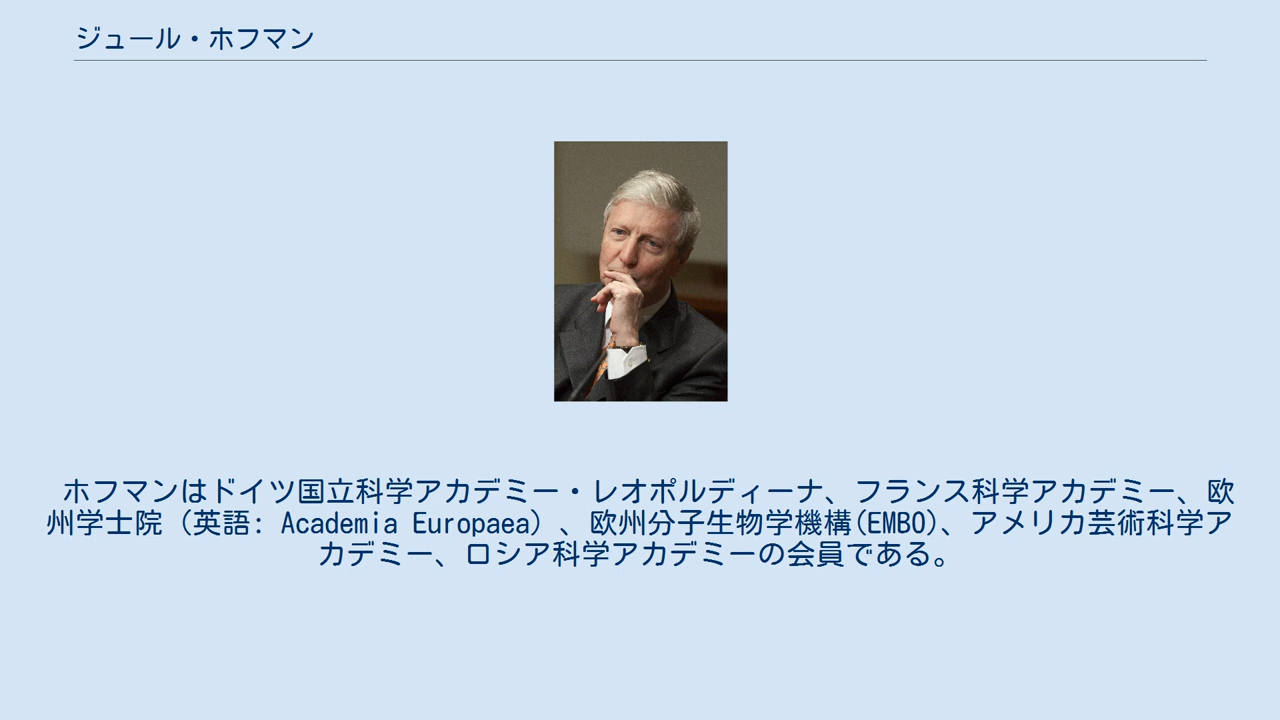 ジュール・ホフマン
ホフマンはドイツ国立科学アカデミー・レオポルディーナ、フランス科学アカデミー、欧
州学士院（英語: Academia Europaea）、欧州分子生物学機構(EMBO)、アメリカ芸術科学ア
カデミー、ロシア科学アカデミーの会員である。